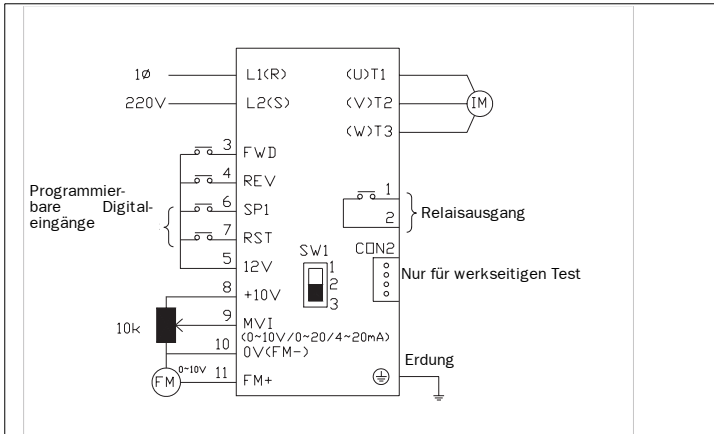 1ø L1(R) (U)T1
220V L2(S) (V)T2 IM
(W)T3
3 FWD
4 REV
6 SP1
7 RST
5 12V
Programmier-
bare Digital-
eingänge
1
2
Relaisausgang
SW1
1
2
3
CON2
Nur für werkseitigen Test
8 +10V
10k
9 MVI
(0~10V/0~20/4~20mA)
10 0V(FM-)
FM 0~10V 11 FM+
Erdung